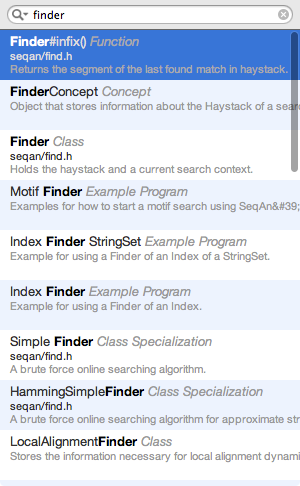 finder
Finder#infix() Function
seqan/find.h
Returns the segment of the last found match in haystack.
FinderConcept Concept
Object that stores information about the Haystack of a sear
Finder Class
seqan/find.h
Holds the haystack and a current search context.
Motif Finder Example Program
Examples for how to start a motif search using SeqAn&#39;
Index Finder StringSet Example Program
Example for using a Finder of an Index of a StringSet.
Index Finder Example Program
Example for using a Finder of an Index.
Simple Finder Class Specialization
A brute force online searching algorithm.
HammingSimpleFinder Class Specialization
seqan/find.h
A brute force online searching algorithm for approximate str
LocalAlignmentFinder Class
Stores the information necessary for local alignment dynami